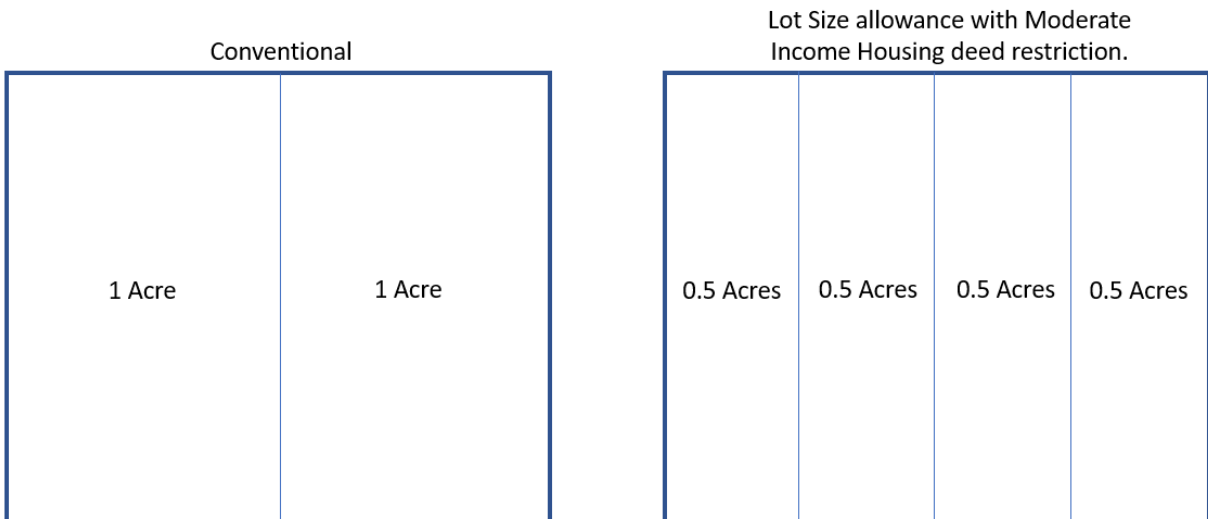 Conventional
Lot Size allowance with Moderate
Income Housing deed restriction.
1 Acre
1 Acre
0.5 Acres
0.5 Acres
0.5 Acres
0.5 Acres